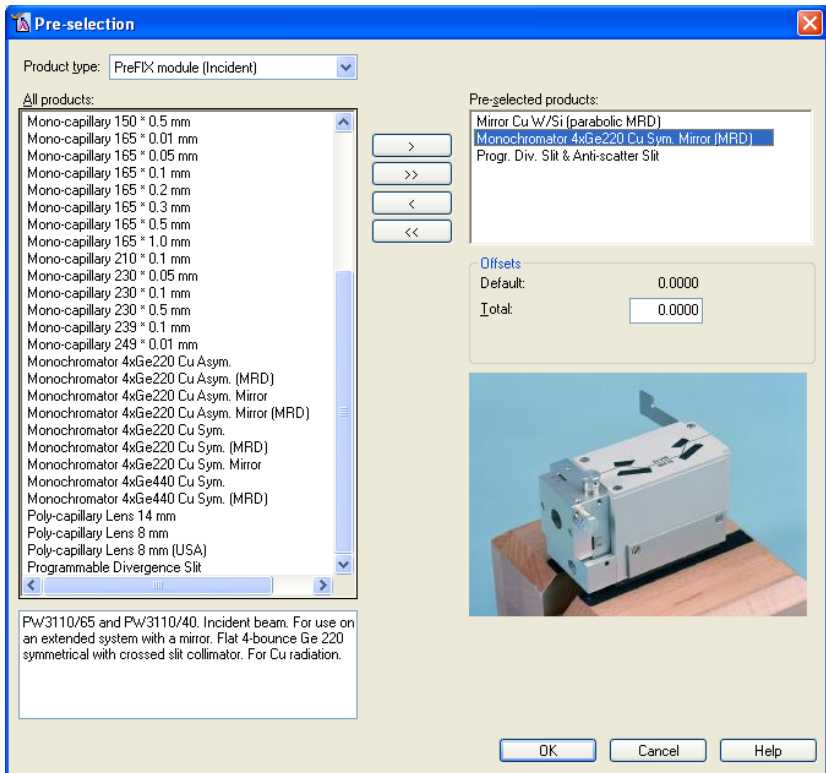 Pre-selection
Product type: PreFIX module (Incident)
All products:
Mono-capillary 150 * 0.5 mm
Mono-capillary 165 * 0.01 mm
Mono-capillary 165 * 0.05 mm
Mono-capillary 165 * 0.1 mm
Mono-capillary 165 * 0.2 mm
Mono-capillary 165 * 0.3 mm
Mono-capillary 165 * 0.5 mm
Mono-capillary 165 * 1.0 mm
Mono-capillary 210 * 0.1 mm
Mono-capillary 230 * 0.05 mm
Mono-capillary 230 * 0.1 mm
Mono-capillary 230 * 0.5 mm
Mono-capillary 239 * 0.1 mm
Mono-capillary 249 * 0.01 mm
Monochromator 4xGe220 Cu Asym.
Monochromator 4xGe220 Cu Asym. (MRD)
Monochromator 4xGe220 Cu Asym. Mirror
Monochromator 4xGe220 Cu Asym. Mirror (MRD)
Monochromator 4xGe220 Cu Sym.
Monochromator 4xGe220 Cu Sym. (MRD)
Monochromator 4xGe220 Cu Sym. Mirror
Monochromator 4xGe440 Cu Sym.
Monochromator 4xGe440 Cu Sym. (MRD)
Poly-capillary Lens 14 mm
Poly-capillary Lens 8 mm
Poly-capillary Lens 8 mm (USA)
Programmable Divergence Slit
PW3110/65 and PW3110/40. Incident beam. For use on
an extended system with a mirror. Flat 4-bounce Ge 220
symmetrical with crossed slit collimator. For Cu radiation.
>
>>
<
<<
Pre-selected products:
Mirror Cu W/Si (parabolic MRD)
Monochromator 4xGe220 Cu Sym. Mirror (MRD)
Progr. Div. Slit & Anti-scatter Slit
Offsets
Default: 0.0000
Total: 0.0000
OK Cancel Help